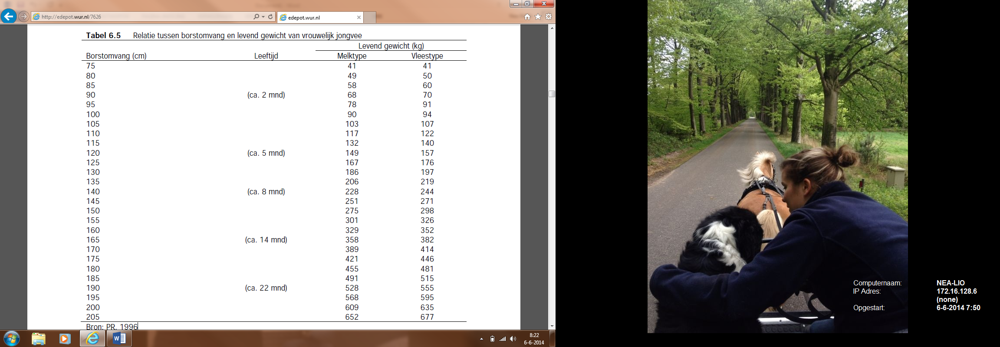 http://edepot.wur.nl/7626
edepot.wur.nl
Tabel 6.5 Relatie tussen borstomvang en levend gewicht van vrouwelijk jongvee
Levend gewicht (kg)
Borstomvang (cm) Leeftijd Melktype Vleestype
75 41 41
80 49 50
85 58 60
90 (ca. 2 mnd) 68 70
95 78 91
100 90 94
105 103 107
110 117 122
115 132 140
120 (ca. 5 mnd) 149 157
125 167 176
130 186 197
135 206 219
140 (ca. 8 mnd) 228 244
145 251 271
150 275 298
155 301 326
160 329 352
165 (ca. 14 mnd) 358 382
170 389 414
175 421 446
180 455 481
185 491 515
190 (ca. 22 mnd) 528 555
195 568 595
200 609 635
205 652 677
Bron: PR, 1996
8:22
6-6-2014
Computernaam: NEA-LIO
IP Adres: 172.16.128.6
(none)
Opgestart: 6-6-2014 7:50